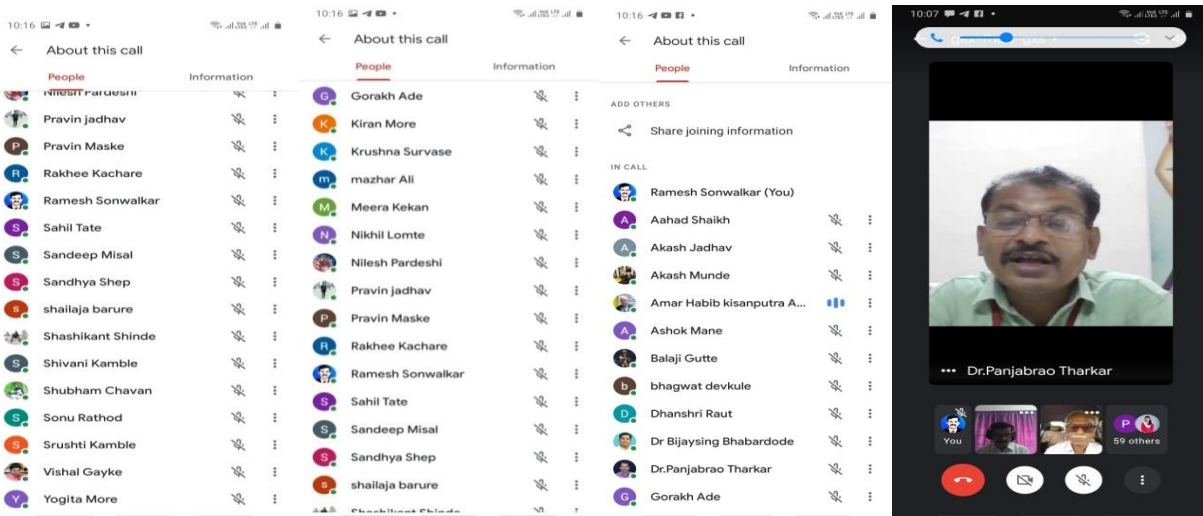 10:16
About this call
People Information
Nilesh Pardeshi
Pravin jadhav
P Pravin Maske
R Rakhee Kachare
Ramesh Sonwalkar
S Sahil Tate
S Sandeep Misal
S Sandhya Shep
s shailaja barure
Shashikant Shinde
S Shivani Kamble
Shubham Chavan
S Sonu Rathod
S Srushti Kamble
Vishal Gayke
Y Yogita More
10:16
About this call
People Information
G Gorakh Ade
K Kiran More
K Krushna Survase
m mazhar Ali
M Meera Kekan
N Nikhil Lomte
Nilesh Pardeshi
Pravin jadhav
P Pravin Maske
R Rakhee Kachare
Ramesh Sonwalkar
S Sahil Tate
S Sandeep Misal
S Sandhya Shep
s shailaja barure
Shashikant Shinde
10:16
About this call
People Information
ADD OTHERS
Share joining information
IN CALL
Ramesh Sonwalkar (You)
A Aahad Shaikh
A Akash Jadhav
Akash Munde
Amar Habib kisanputra A...
A Ashok Mane
Balaji Gutte
b bhagwat devkule
D Dhanshri Raut
Dr Bijaysing Bhabardode
Dr.Panjabrao Tharkar
G Gorakh Ade
10:07
Dr.Panjabrao Tharkar
You
P
59 others